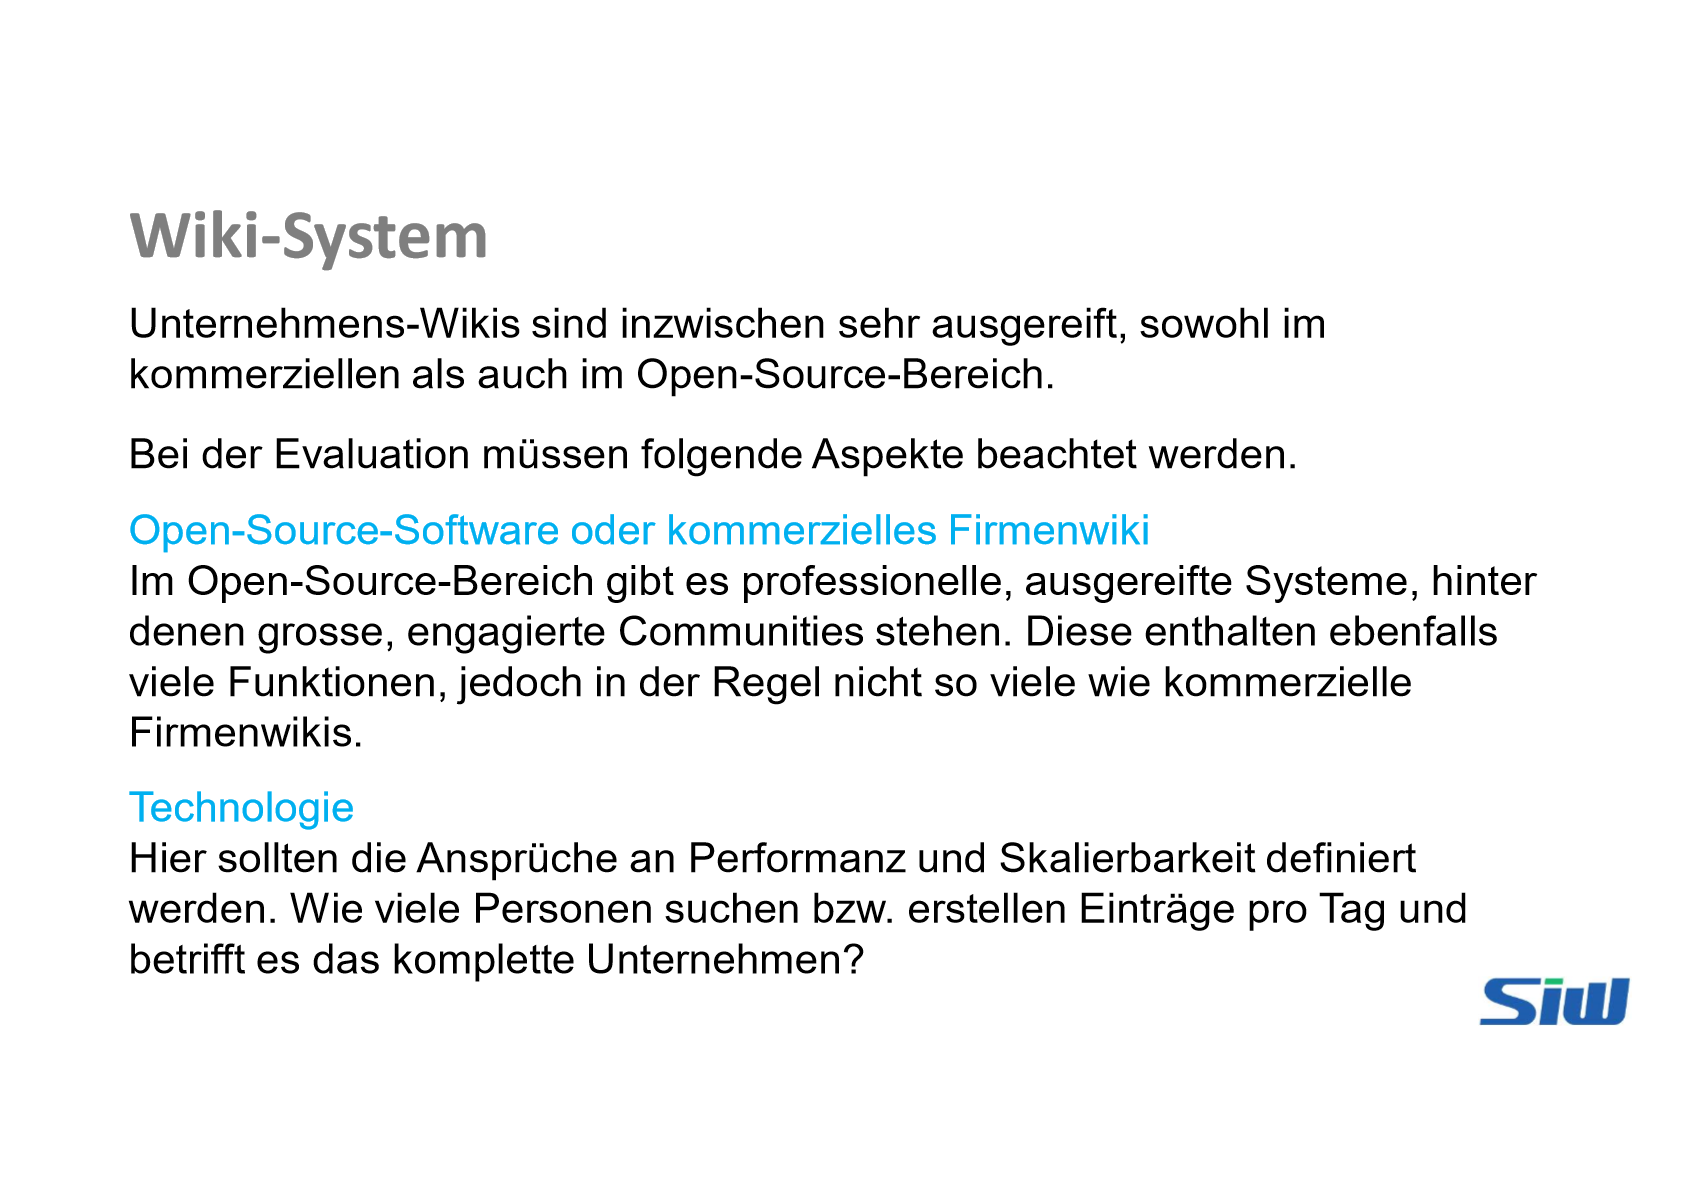 Wiki-System
Unternehmens-Wikis sind inzwischen sehr ausgereift, sowohl im
kommerziellen als auch im Open-Source-Bereich.
Bei der Evaluation müssen folgende Aspekte beachtet werden.
Open-Source-Software oder kommerzielles Firmenwiki
Im Open-Source-Bereich gibt es professionelle, ausgereifte Systeme, hinter
denen grosse, engagierte Communities stehen. Diese enthalten ebenfalls
viele Funktionen, jedoch in der Regel nicht so viele wie kommerzielle
Firmenwikis.
Technologie
Hier sollten die Ansprüche an Performanz und Skalierbarkeit definiert
werden. Wie viele Personen suchen bzw. erstellen Einträge pro Tag und
betrifft es das komplette Unternehmen?
Siw